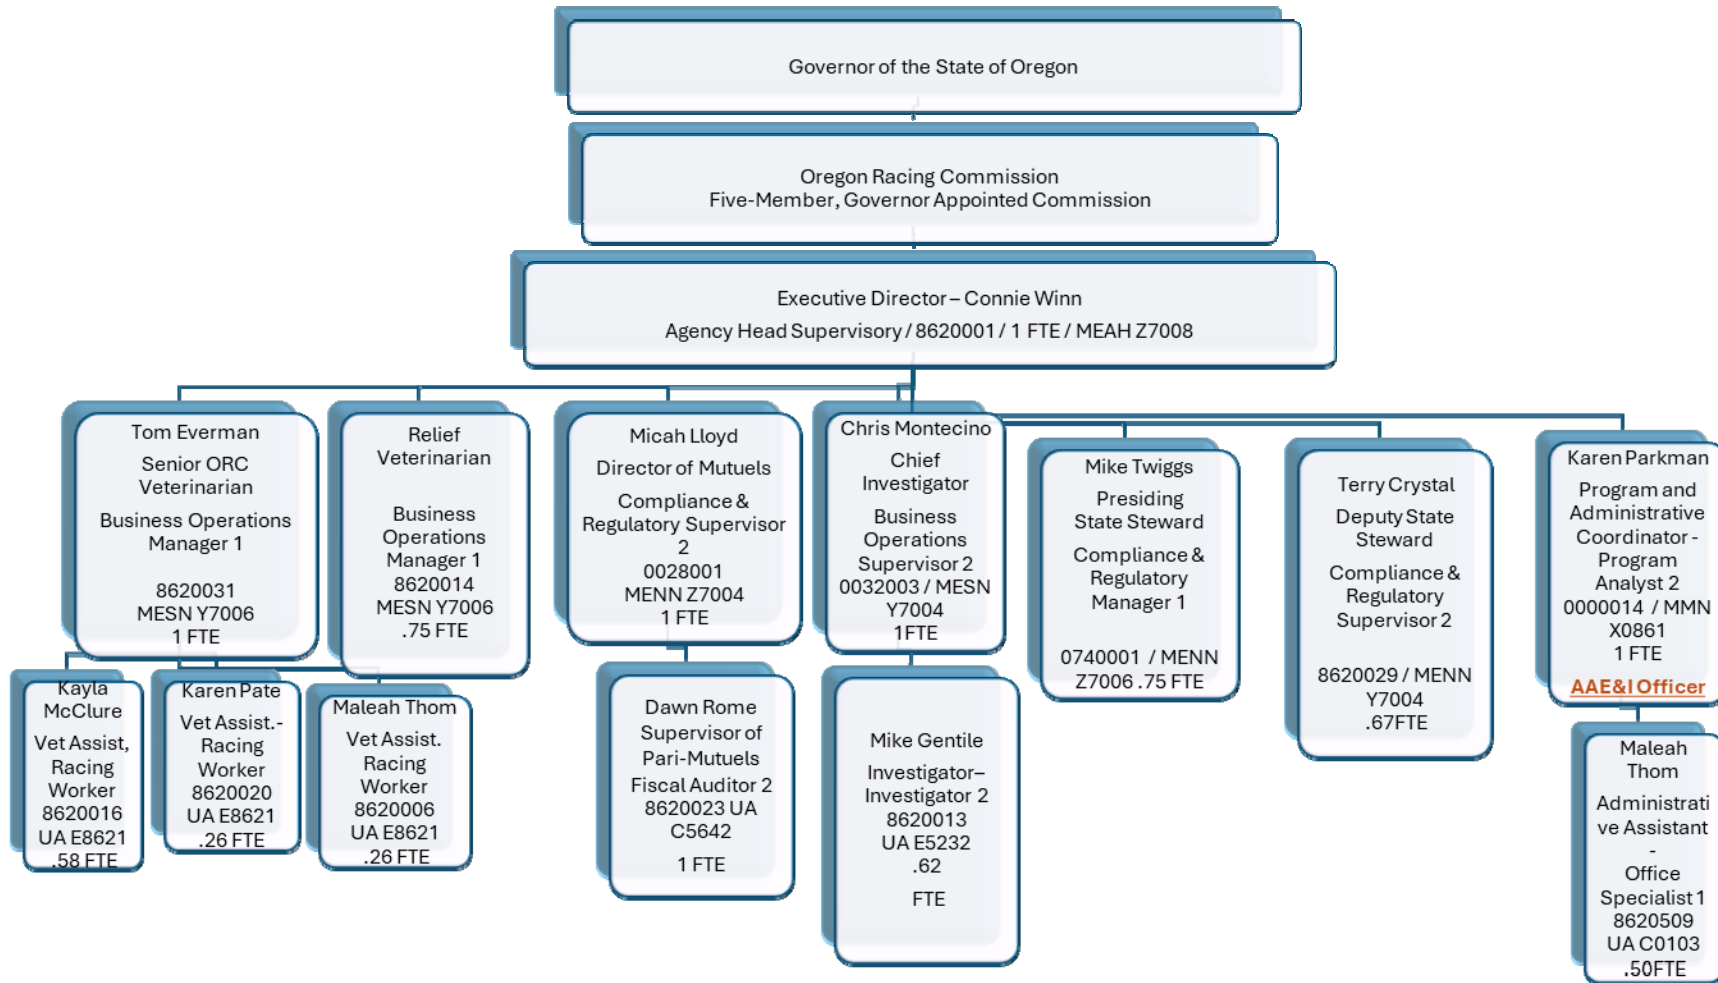 Governor of the State of Oregon
Oregon Racing Commission
Five-Member, Governor Appointed Commission
Executive Director – Connie Winn
Agency Head Supervisory / 8620001 / 1 FTE / MEAH Z7008
Tom Everman
Senior ORC
Veterinarian
Business Operations
Manager 1
8620031
MESN Y7006
1 FTE
Relief
Veterinarian
Business
Operations
Manager 1
8620014
MESN Y7006
.75 FTE
Micah Lloyd
Director of Mutuels
Compliance &
Regulatory Supervisor
2
0028001
MENN Z7004
1 FTE
Chris Montecino
Chief
Investigator
Business
Operations
Supervisor 2
0032003 / MESN
Y7004
1FTE
Mike Twiggs
Presiding
State Steward
Compliance &
Regulatory
Manager 1
0740001 / MENN
Z7006 .75 FTE
Terry Crystal
Deputy State
Steward
Compliance &
Regulatory
Supervisor 2
8620029 / MENN
Y7004
.67FTE
Karen Parkman
Program and
Administrative
Coordinator -
Program
Analyst 2
0000014 / MMN
X0861
1 FTE
AAE&I Officer
Kayla
McClure
Vet Assist,
Racing
Worker
8620016
UA E8621
.58 FTE
Karen Pate
Vet Assist.-
Racing
Worker
8620020
UA E8621
.26 FTE
Maleah Thom
Vet Assist.
Racing
Worker
8620006
UA E8621
.26 FTE
Dawn Rome
Supervisor of
Pari-Mutuels
Fiscal Auditor 2
8620023 UA
C5642
1 FTE
Mike Gentile
Investigator–
Investigator 2
8620013
UA E5232
.62
FTE
Maleah
Thom
Administrati
ve Assistant
-
Office
Specialist 1
8620509
UA C0103
.50FTE